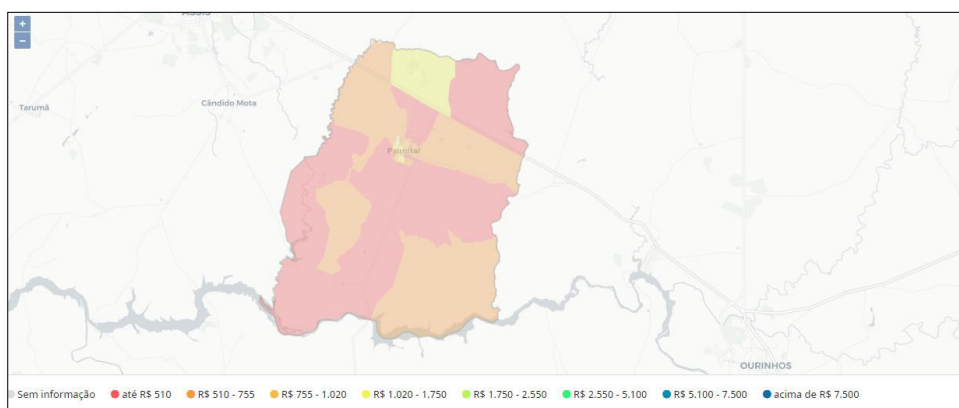 +
ASSIS
−
Cândido Mota
Tarumã
Palmital
OURINHOS
Sem informação até R$ 510 R$ 510 - 755 R$ 755 - 1.020 R$ 1.020 - 1.750 R$ 1.750 - 2.550 R$ 2.550 - 5.100 R$ 5.100 - 7.500 acima de R$ 7.500